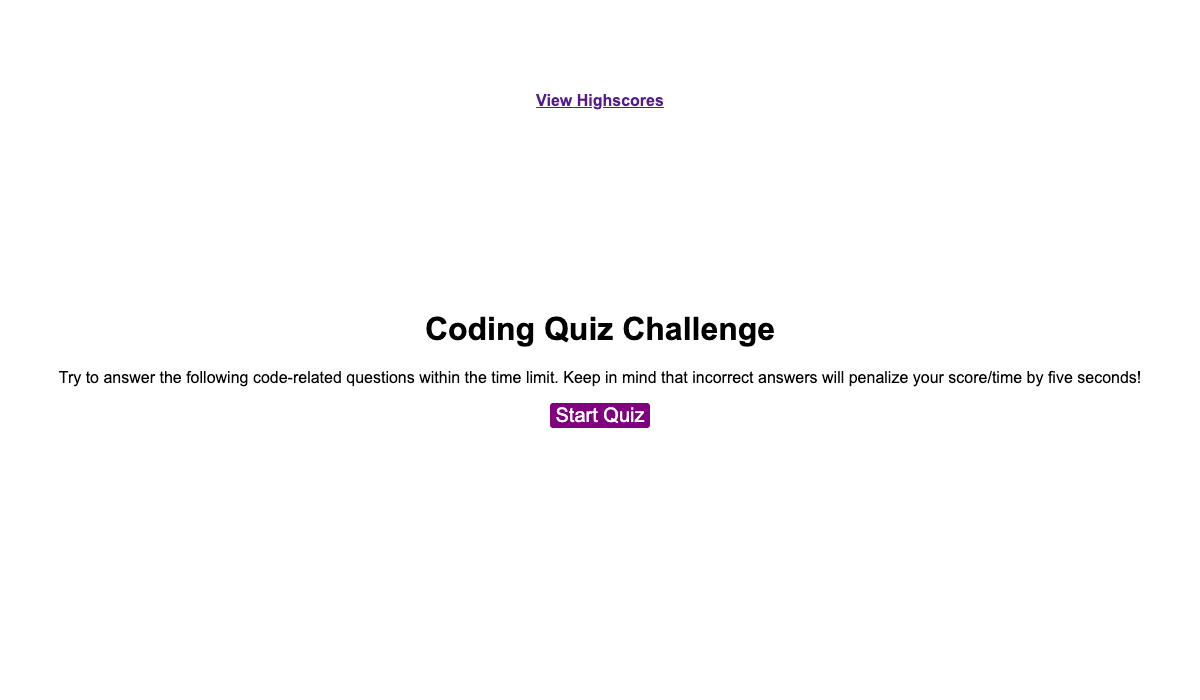 View Highscores
Coding Quiz Challenge
Try to answer the following code-related questions within the time limit. Keep in mind that incorrect answers will penalize your score/time by five seconds!
Start Quiz